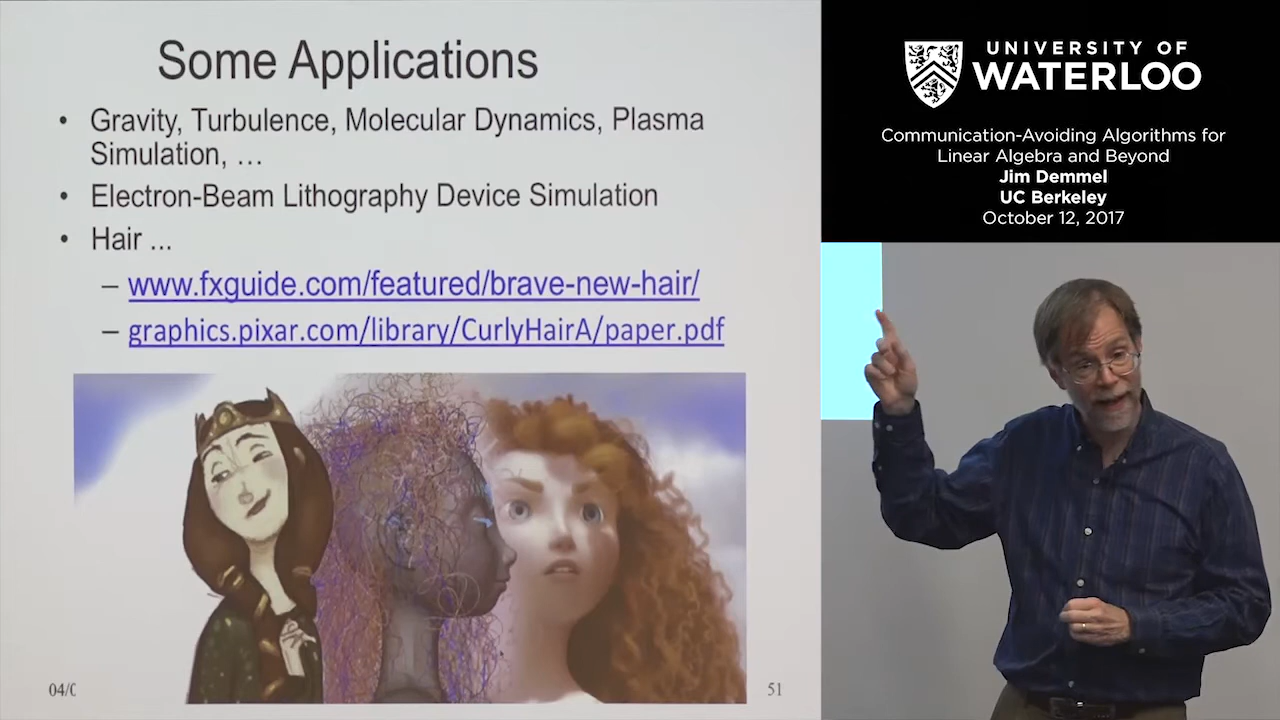 Some Applications
• Gravity, Turbulence, Molecular Dynamics, Plasma
Simulation, …
• Electron-Beam Lithography Device Simulation
• Hair ...
– www.fxguide.com/featured/brave-new-hair/
– graphics.pixar.com/library/CurlyHairA/paper.pdf
04/0
51
UNIVERSITY OF
WATERLOO
Communication-Avoiding Algorithms for
Linear Algebra and Beyond
Jim Demmel
UC Berkeley
October 12, 2017